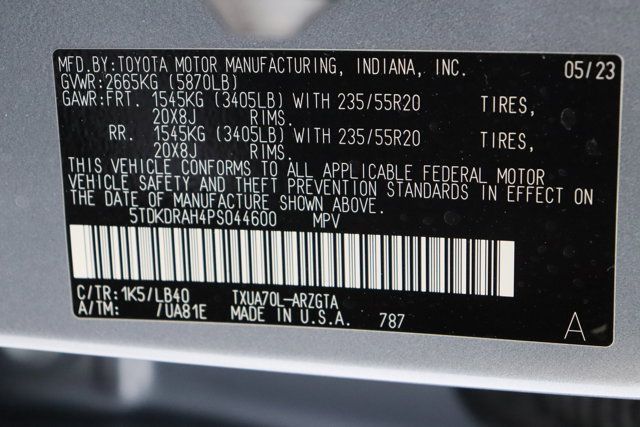 MFD.BY:TOYOTA MOTOR MANUFACTURING, INDIANA, INC. 05/23
GVWR:2665KG (5870LB)
GAWR:FRT. 1545KG (3405LB) WITH 235/55R20 TIRES,
20X8J RIMS.
RR. 1545KG (3405LB) WITH 235/55R20 TIRES,
20X8J RIMS.
THIS VEHICLE CONFORMS TO ALL APPLICABLE FEDERAL MOTOR
VEHICLE SAFETY AND THEFT PREVENTION STANDARDS IN EFFECT ON
THE DATE OF MANUFACTURE SHOWN ABOVE.
5TDKDRAH4PS044600 MPV
C/TR:1K5/LB40 TXUA70L-ARZGTA
A/TM: /UA81E MADE IN U.S.A. 787 A